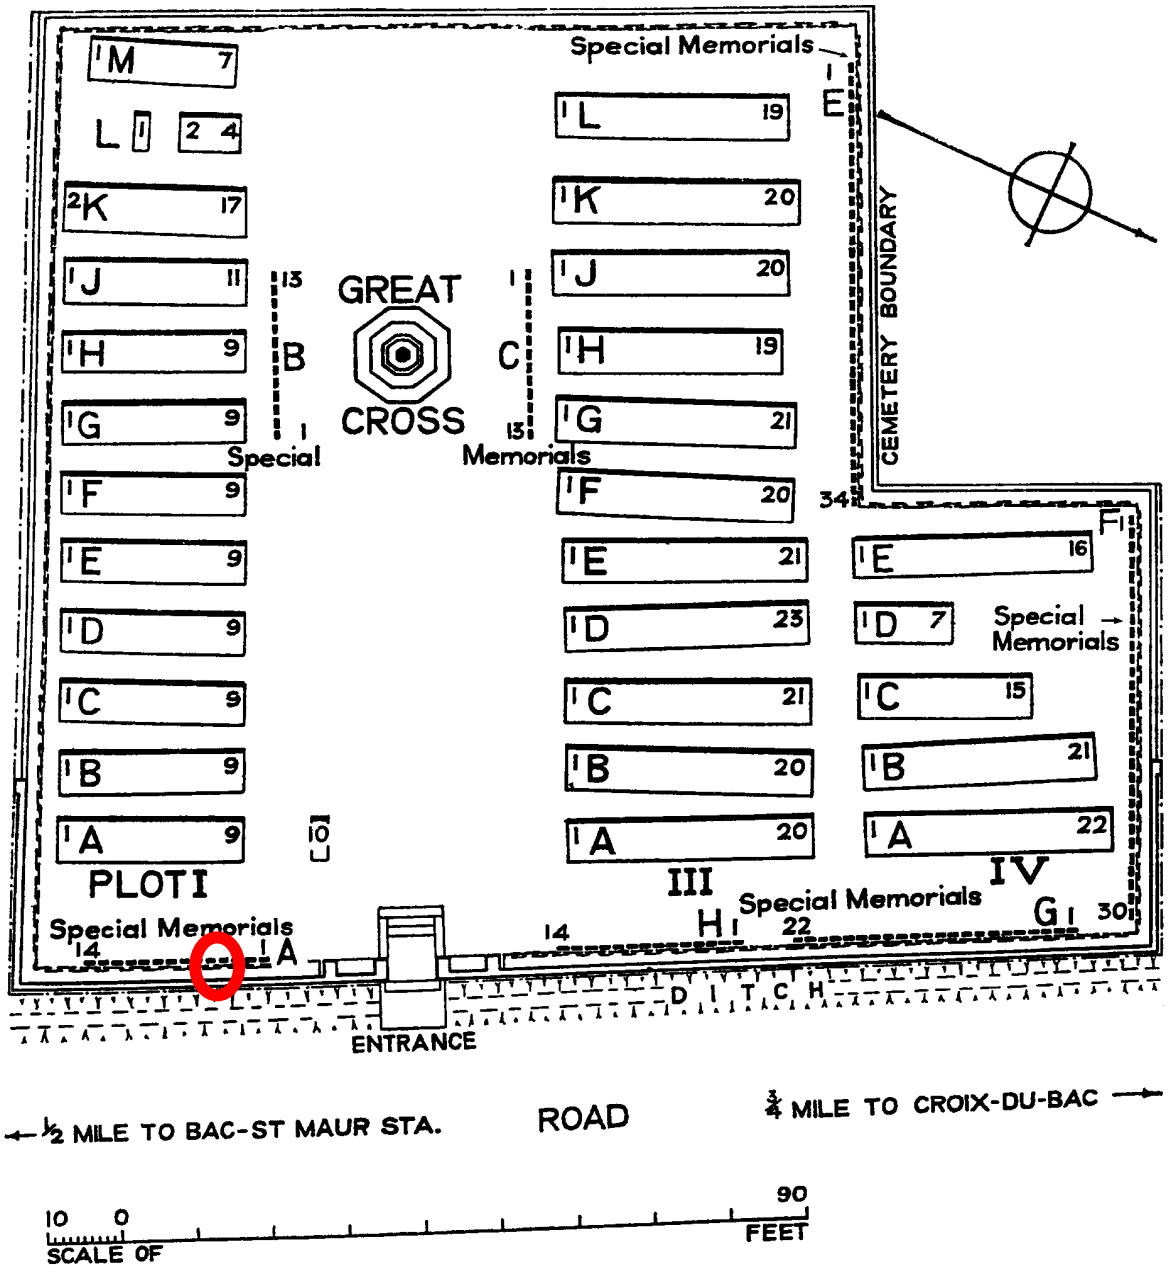 Special Memorials
1 M 7
1
E
L 1 2 4
1 L 19
2 K 17
1 K 20
CEMETERY BOUNDARY
1 J 11
13
GREAT
1
1 J 20
1 H 9
B
C
1 H 19
1 G 9
1
CROSS
13
1 G 21
Special Memorials
1 F 9
1 F 20
34
F 1
1 E 9
1 E 21
1 E 16
1 D 9
1 D 23
1 D 7
Special
Memorials
1 C 9
1 C 21
1 C 15
1 B 9
1 B 20
1 B 21
1 A 9
10
1 A 20
1 A 22
PLOT I
III
IV
Special Memorials
14 1 A
Special Memorials
14 H 1 22 G 1 30
DITCH
ENTRANCE
½ MILE TO BAC-ST MAUR STA.
ROAD
¾ MILE TO CROIX-DU-BAC
10 0 90
SCALE OF FEET